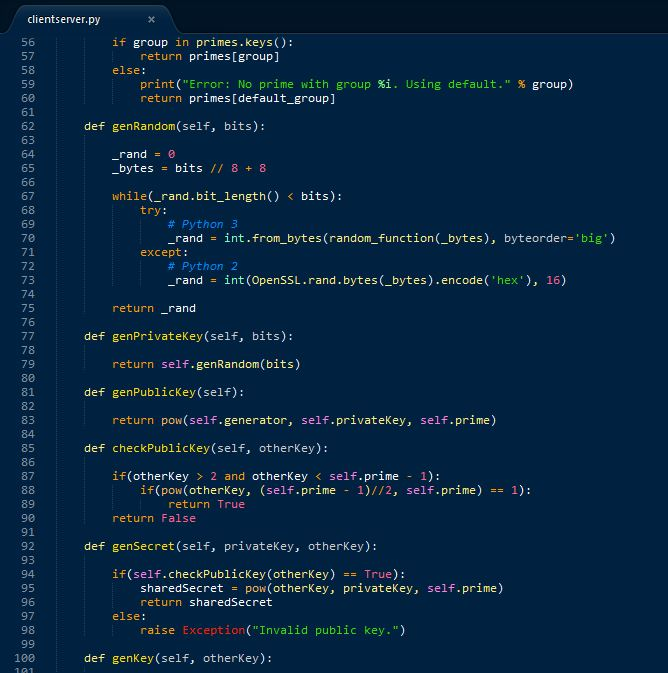 clientserver.py ×
56 if group in primes.keys():
57 return primes[group]
58 else:
59 print("Error: No prime with group %i. Using default." % group)
60 return primes[default_group]
61
62 def genRandom(self, bits):
63
64 _rand = 0
65 _bytes = bits // 8 + 8
66
67 while(_rand.bit_length() < bits):
68 try:
69 # Python 3
70 _rand = int.from_bytes(random_function(_bytes), byteorder='big')
71 except:
72 # Python 2
73 _rand = int(OpenSSL.rand.bytes(_bytes).encode('hex'), 16)
74
75 return _rand
76
77 def genPrivateKey(self, bits):
78
79 return self.genRandom(bits)
80
81 def genPublicKey(self):
82
83 return pow(self.generator, self.privateKey, self.prime)
84
85 def checkPublicKey(self, otherKey):
86
87 if(otherKey > 2 and otherKey < self.prime - 1):
88 if(pow(otherKey, (self.prime - 1)//2, self.prime) == 1):
89 return True
90 return False
91
92 def genSecret(self, privateKey, otherKey):
93
94 if(self.checkPublicKey(otherKey) == True):
95 sharedSecret = pow(otherKey, privateKey, self.prime)
96 return sharedSecret
97 else:
98 raise Exception("Invalid public key.")
99
100 def genKey(self, otherKey):
101